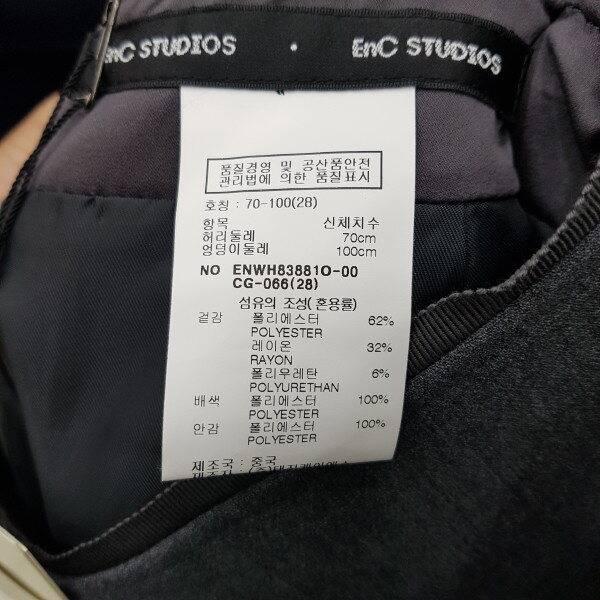 EnC STUDIOS • EnC STUDIOS
품질경영 및 공산품안전
관리법에 의한 품질표시
호칭 : 70-100(28)
항목 신체치수
허리둘레 70cm
엉덩이둘레 100cm
NO ENWH83881O-00
CG-066(28)
섬유의 조성(혼용률)
겉감 폴리에스터 62%
POLYESTER
레이온 32%
RAYON
폴리우레탄 6%
POLYURETHAN
배색 폴리에스터 100%
POLYESTER
안감 폴리에스터 100%
POLYESTER
제조국 : 중국